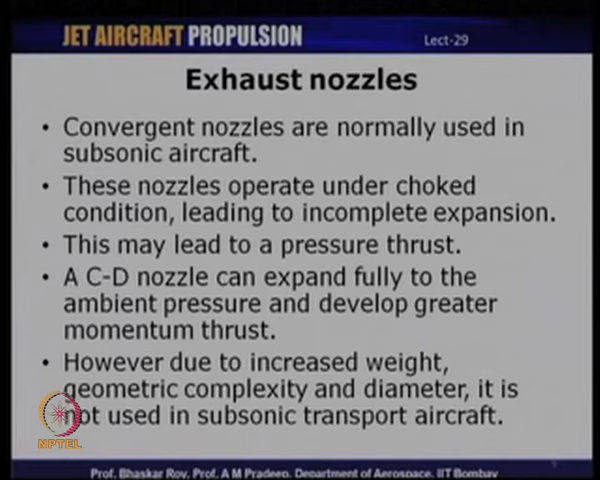 JET AIRCRAFT PROPULSION
Lect-29
Exhaust nozzles
• Convergent nozzles are normally used in
subsonic aircraft.
• These nozzles operate under choked
condition, leading to incomplete expansion.
• This may lead to a pressure thrust.
• A C-D nozzle can expand fully to the
ambient pressure and develop greater
momentum thrust.
• However due to increased weight,
geometric complexity and diameter, it is
not used in subsonic transport aircraft.
NPTEL
Prof. Bhaskar Roy, Prof. A M Pradeep, Department of Aerospace, IIT Bombay